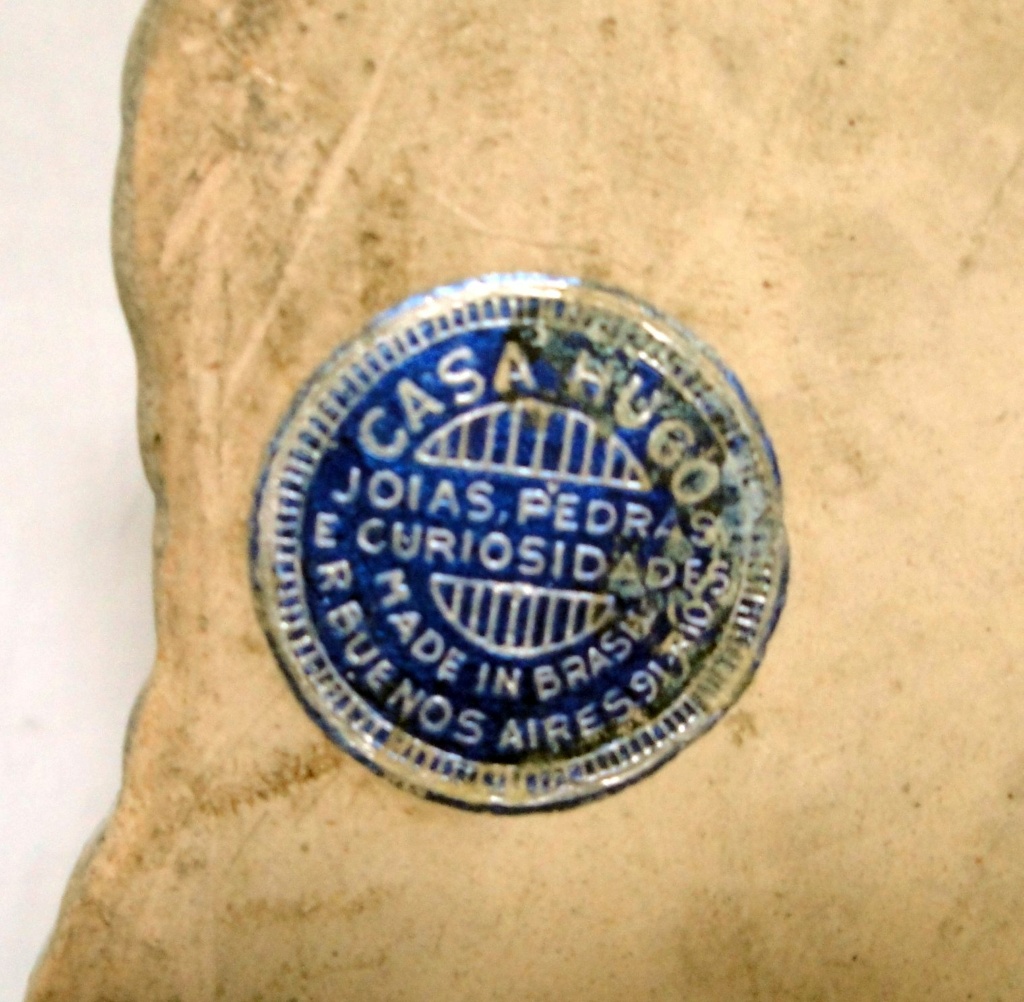 CASA HUGO
JOIAS, PEDRAS
E CURIOSIDADES
MADE IN BRASIL
R. BUENOS AIRES